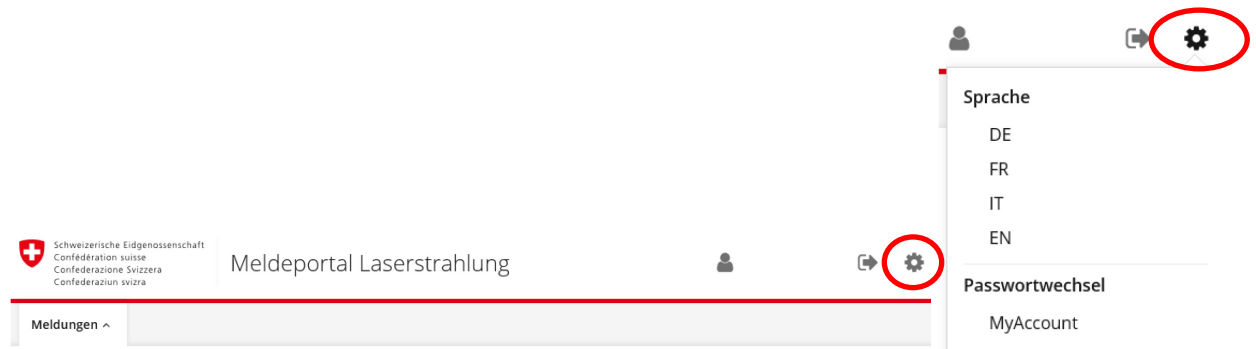 Schweizerische Eidgenossenschaft
Confédération suisse
Confederazione Svizzera
Confederaziun svizra
Meldeportal Laserstrahlung
Meldungen
Sprache
DE
FR
IT
EN
Passwortwechsel
MyAccount